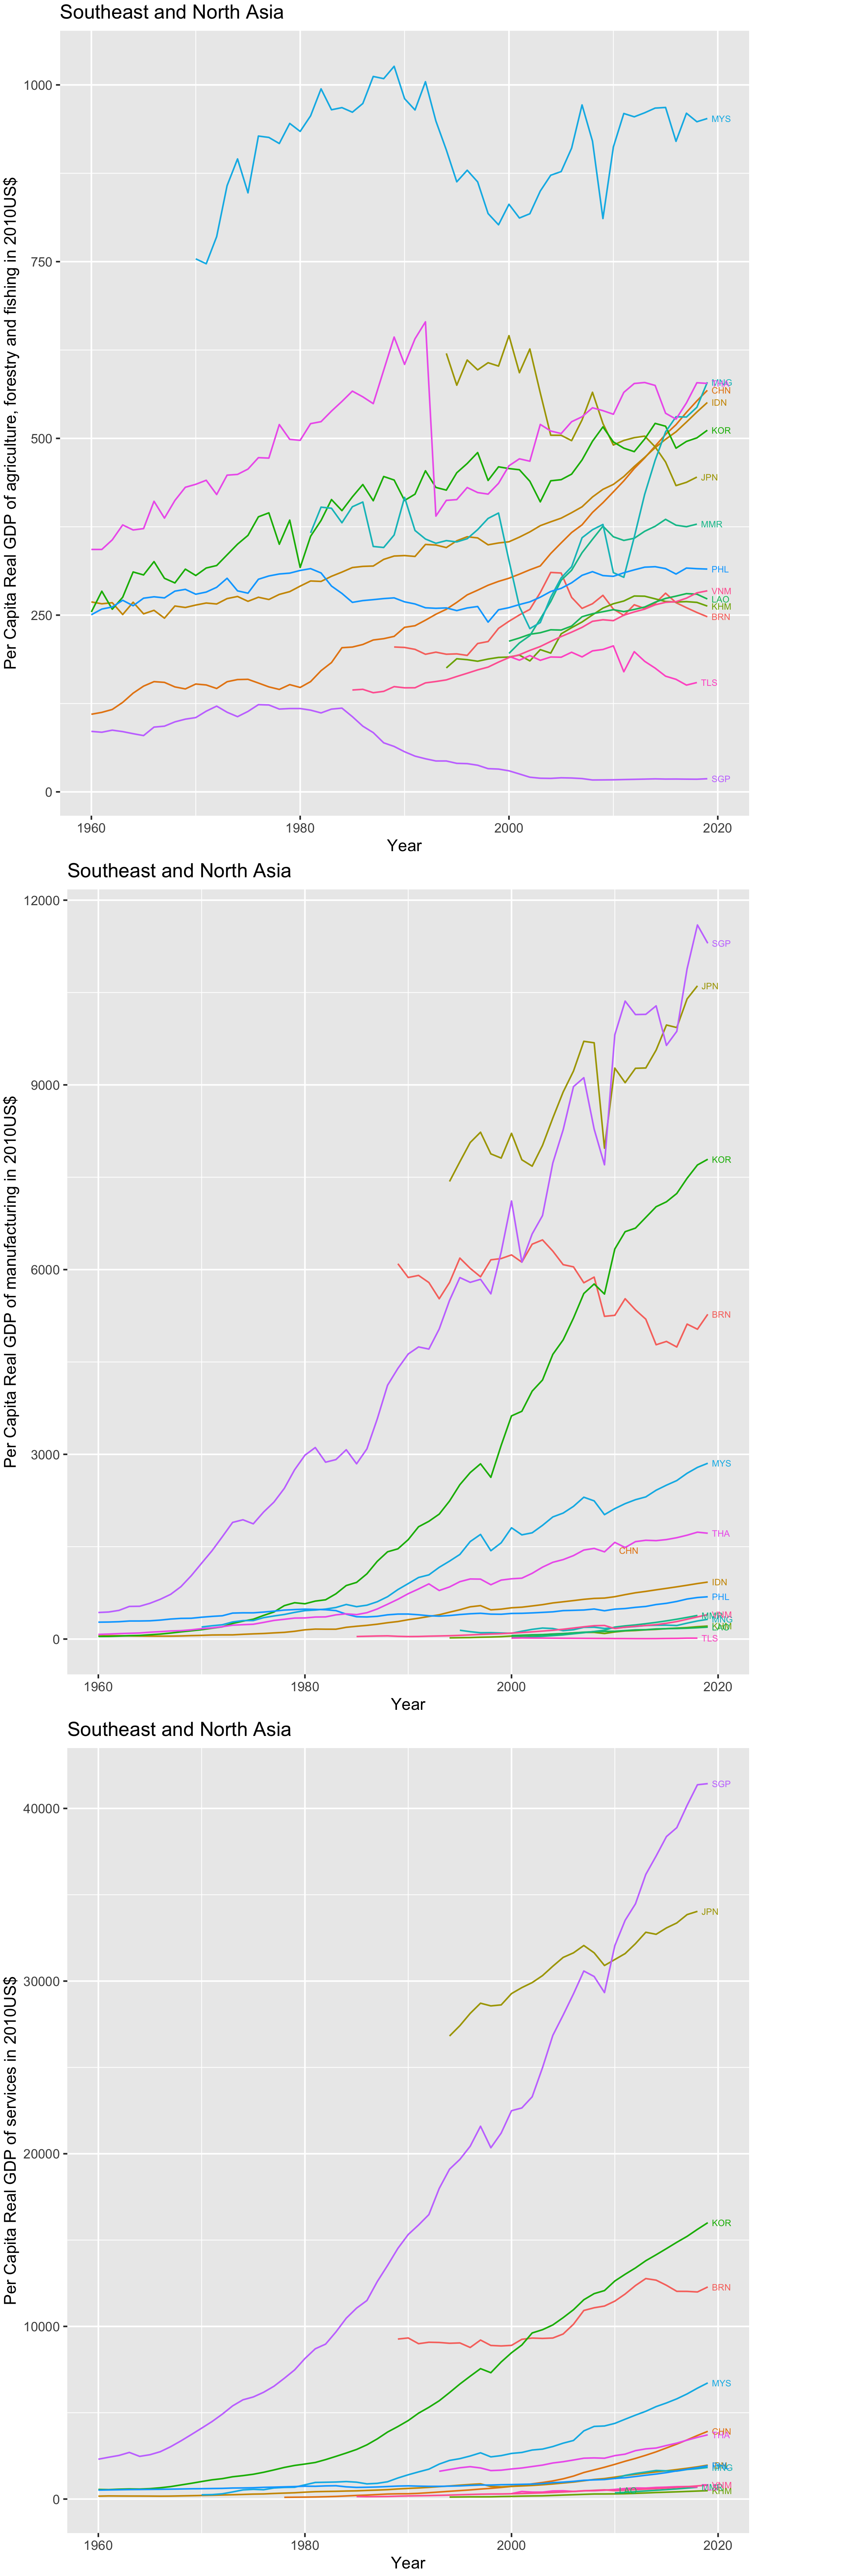 Southeast and North Asia
Per Capita Real GDP of agriculture, forestry and fishing in 2010US$
1000
750
500
250
0
MYS
MNG
CHN
IDN
KOR
JPN
MMR
PHL
VNM
LAO
KHM
BRN
TLS
SGP
1960
1980
2000
2020
Year
Southeast and North Asia
Per Capita Real GDP of manufacturing in 2010US$
12000
9000
6000
3000
0
SGP
JPN
KOR
BRN
MYS
THA
CHN
IDN
PHL
VNM
MNG
TLS
1960
1980
2000
2020
Year
Southeast and North Asia
Per Capita Real GDP of services in 2010US$
40000
30000
20000
10000
0
SGP
JPN
KOR
BRN
MYS
CHN
THA
MNG
VNM
KHM
1960
1980
2000
2020
Year